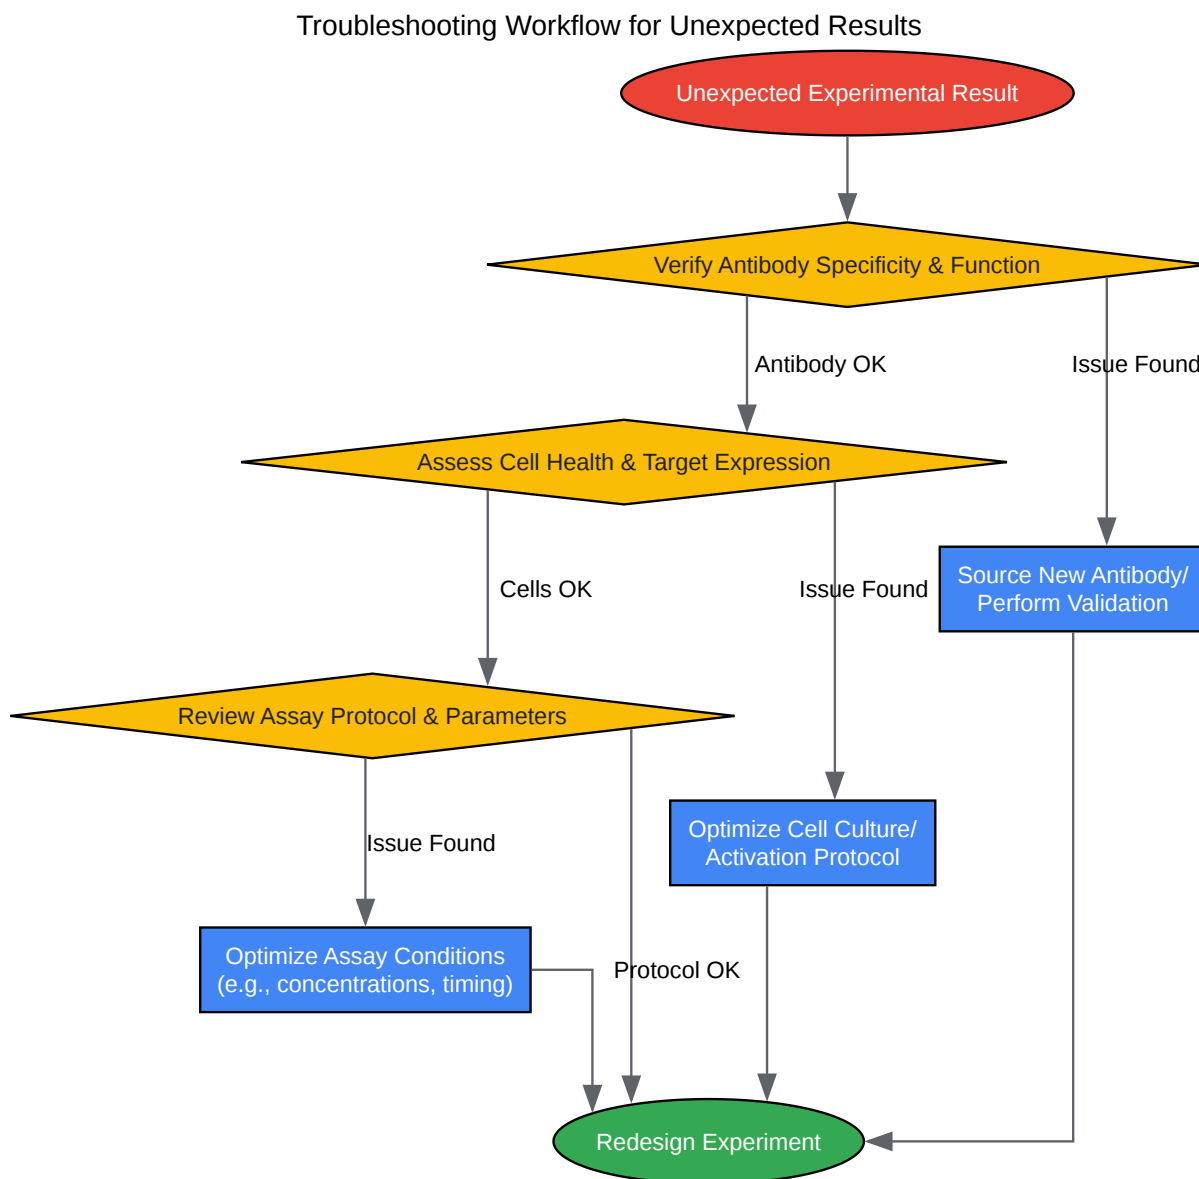 Troubleshooting Workflow for Unexpected Results
Unexpected Experimental Result
Verify Antibody Specificity & Function
Antibody OK
Issue Found
Assess Cell Health & Target Expression
Cells OK
Issue Found
Source New Antibody/
Perform Validation
Review Assay Protocol & Parameters
Issue Found
Optimize Cell Culture/
Activation Protocol
Optimize Assay Conditions
(e.g., concentrations, timing)
Protocol OK
Redesign Experiment